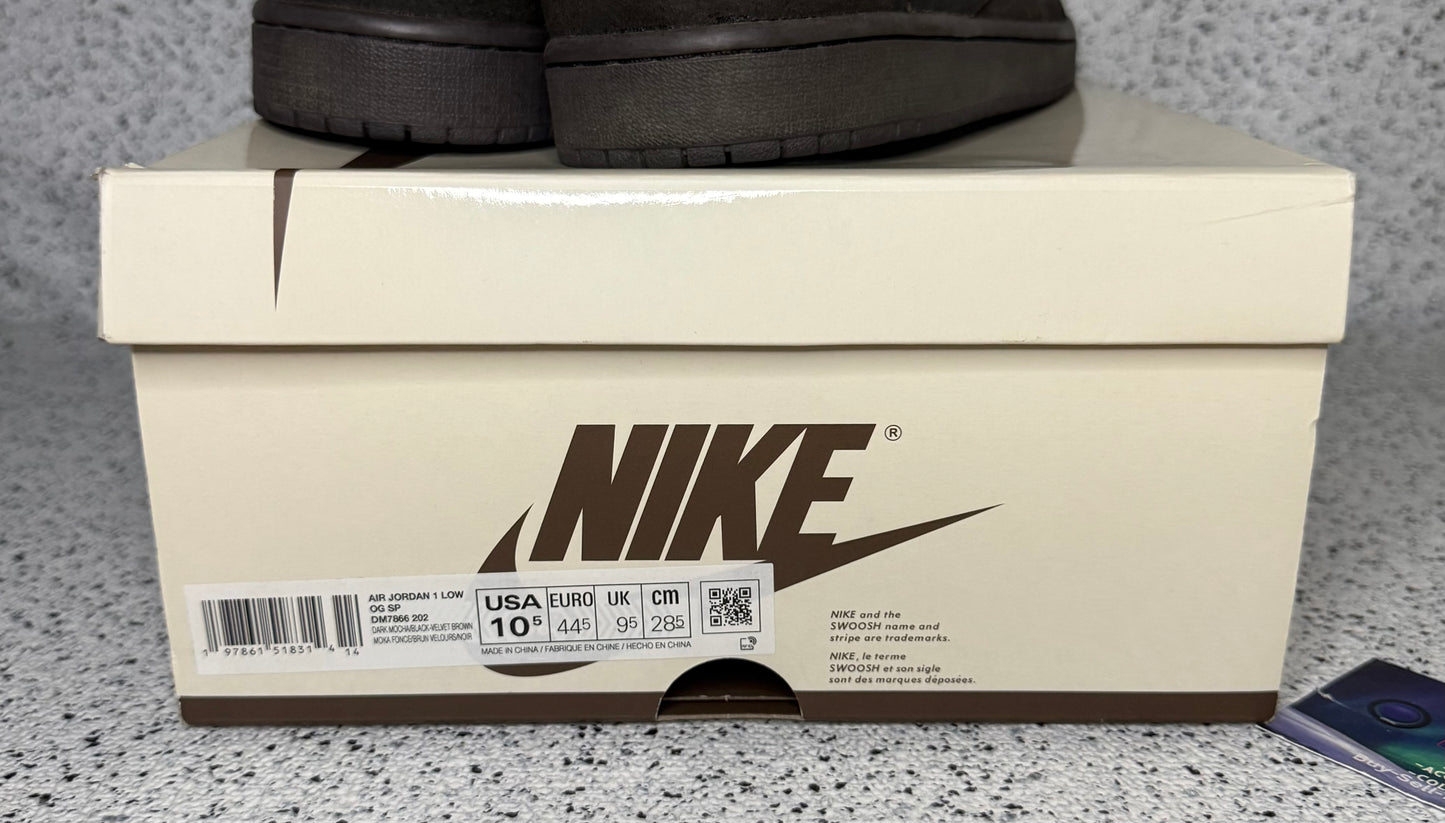 NIKE ®
AIR JORDAN 1 LOW
OG SP
DM7866 202
DARK MOCHA/BLACK-VELVET BROWN
MOKA FONCE/BRUN VELOURS/NOIR
1 97861 51831 4 14
USA EURO UK cm
10⁵ 44⁵ 9⁵ 28⁵
MADE IN CHINA / FABRIQUE EN CHINE / HECHO EN CHINA
NIKE and the
SWOOSH name and
stripe are trademarks.
NIKE, le terme
SWOOSH et son sigle
sont des marques déposées.